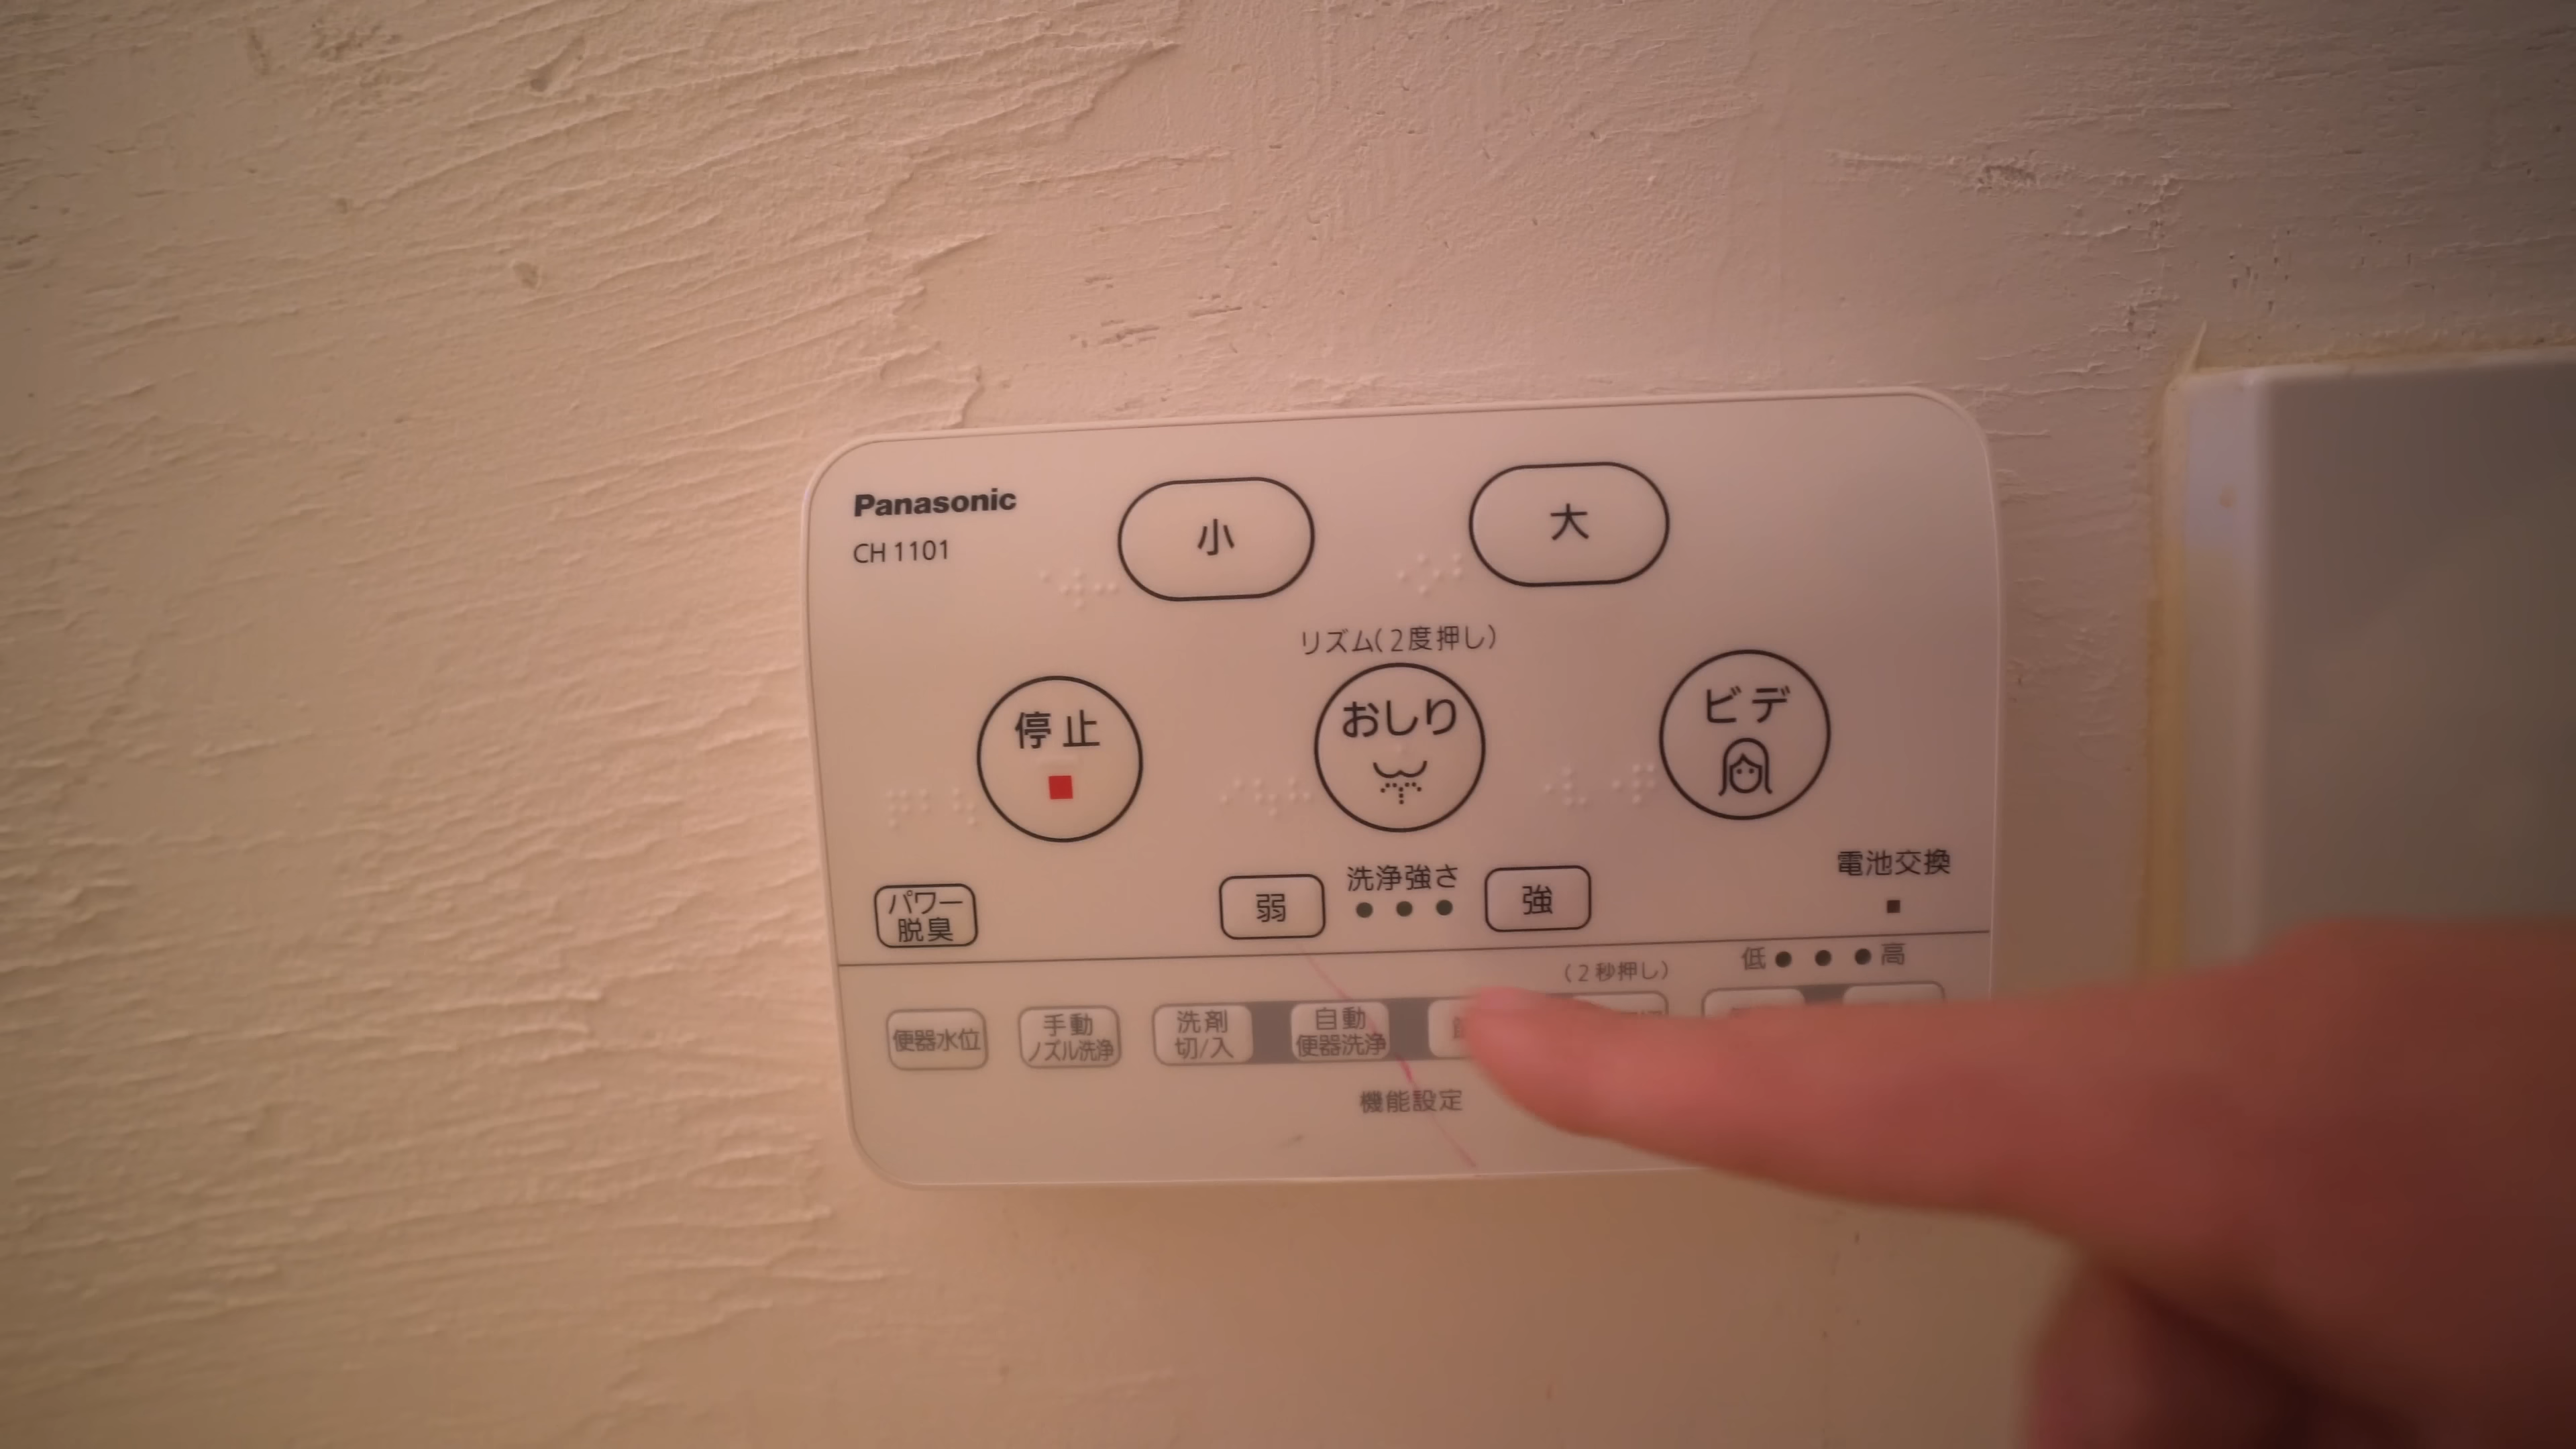 Panasonic
CH 1101
小
大
リズム(2度押し)
停止
おしり
ビデ
パワー
脱臭
弱
洗浄強さ
強
電池交換
(2秒押し)
低
高
便器水位
手動
ノズル洗浄
洗剤
切/入
自動
便器洗浄
機能設定